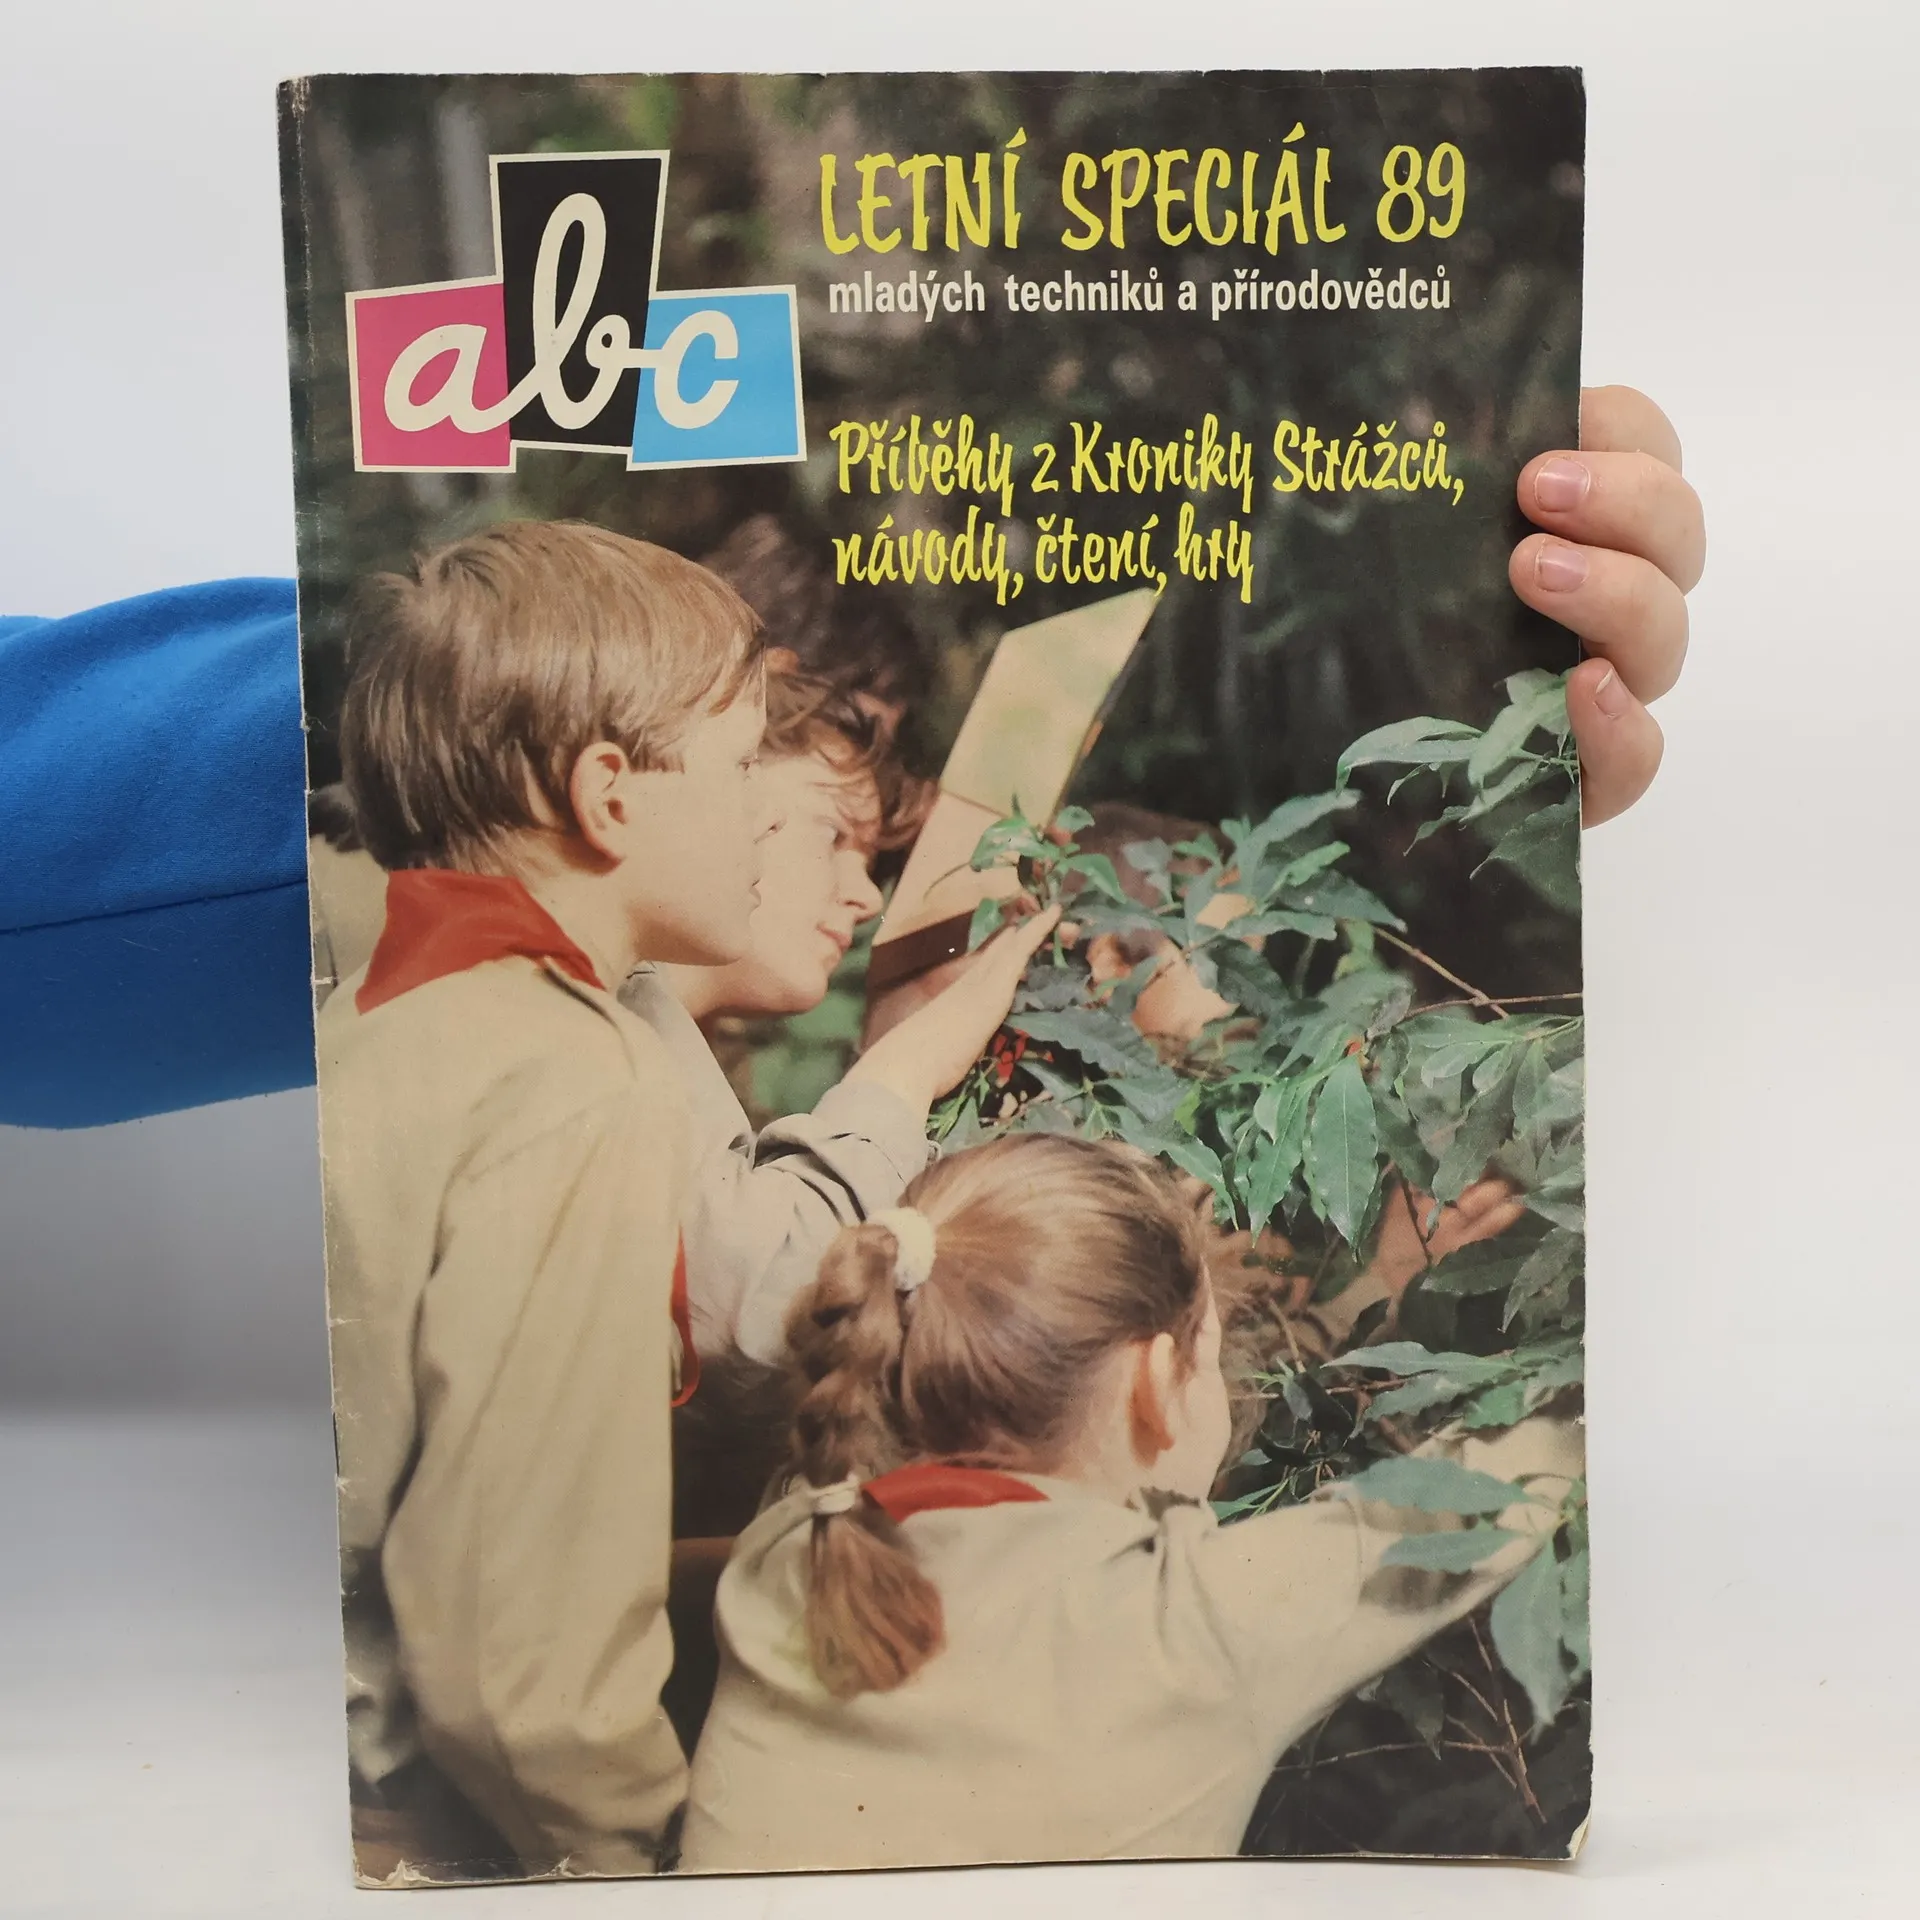 abc
LETNÍ SPECIÁL 89
mladých techniků a přírodovědců
Příběhy z Kroniky Strážců,
návody, čtení, hry